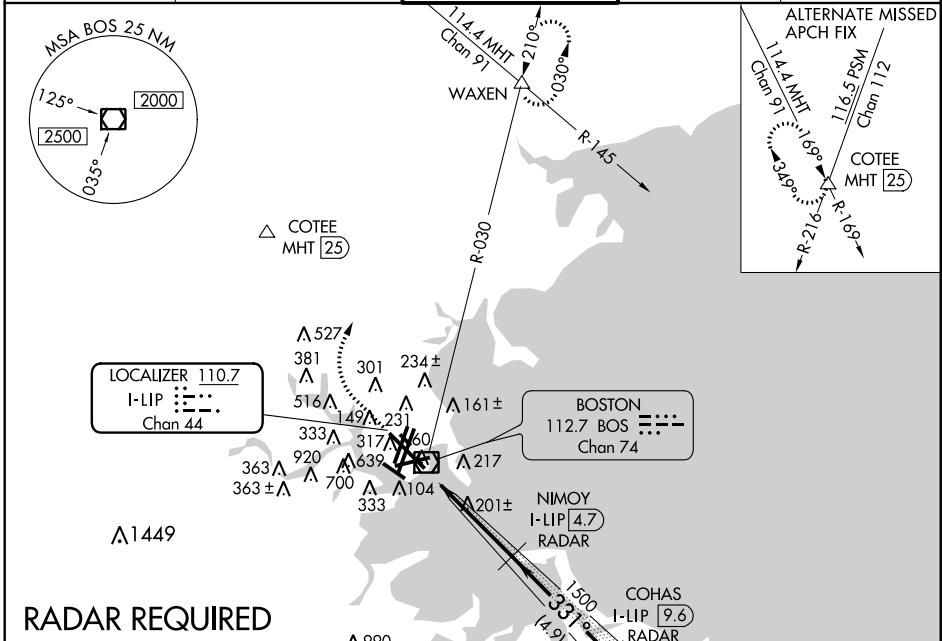 MSA BOS 25 NM
125°
2000
2500
035°
114.4 MHT
Chan 91
210°
030°
WAXEN
R-145
R-030
ALTERNATE MISSED
APCH FIX
114.4 MHT
Chan 91
116.5 PSM
Chan 112
169°
349°
COTEE
MHT 25
R-216
R-169
COTEE
MHT 25
527
381
301
234±
516
149
231
161±
LOCALIZER 110.7
I-LIP
Chan 44
BOSTON
112.7 BOS
Chan 74
333
317
60
363
920
639
217
363±
700
333
104
201±
1449
NIMOY
I-LIP 4.7
RADAR
1500
331°
(4.9)
COHAS
I-LIP 9.6
RADAR
RADAR REQUIRED